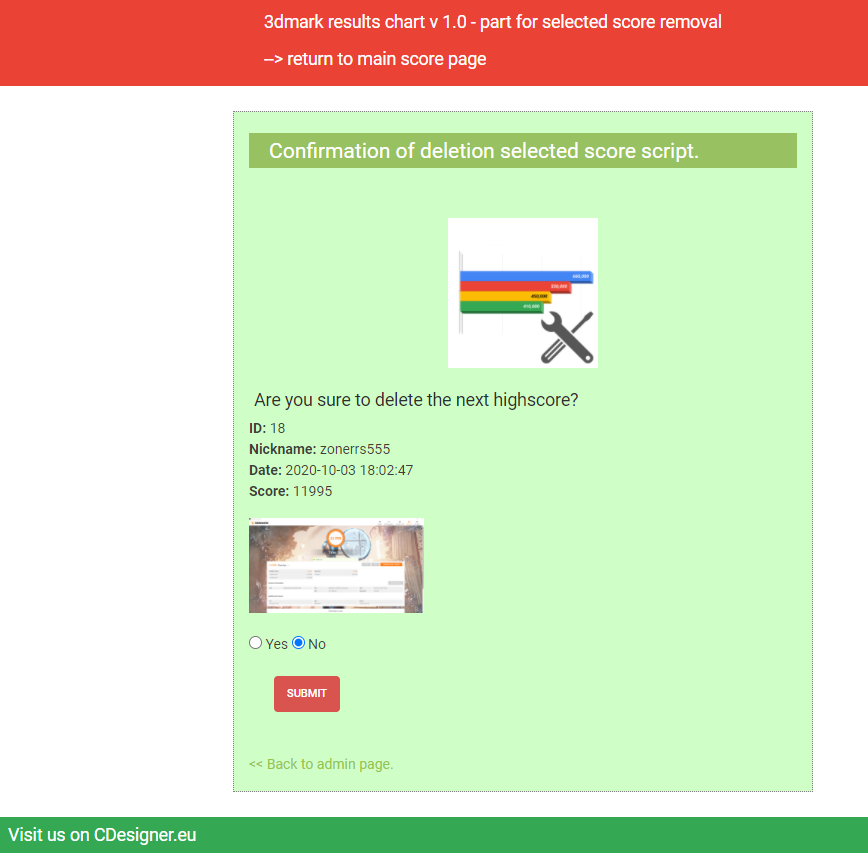 3dmark results chart v 1.0 - part for selected score removal
--> return to main score page
Confirmation of deletion selected score script.
Are you sure to delete the next highscore?
ID: 18
Nickname: zonerrs555
Date: 2020-10-03 18:02:47
Score: 11995
Yes No
SUBMIT
<< Back to admin page.
Visit us on CDesigner.eu